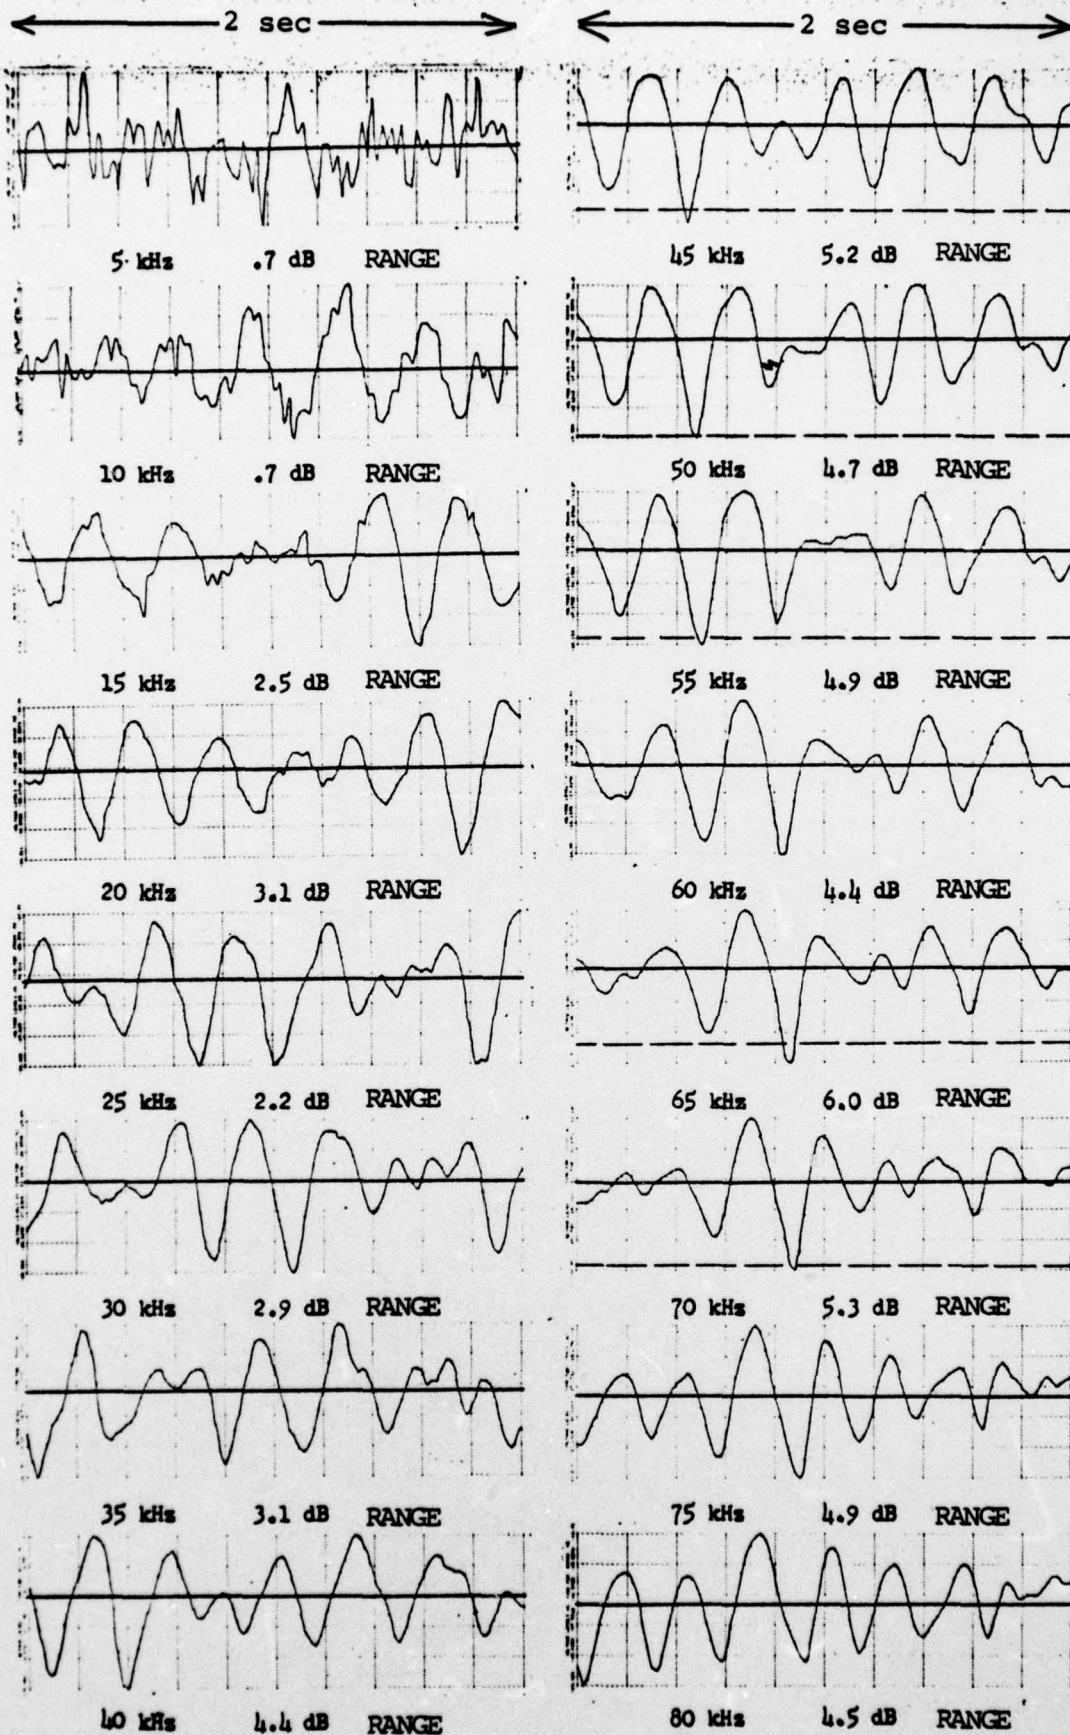 2 sec
5 kHz .7 dB RANGE
10 kHz .7 dB RANGE
15 kHz 2.5 dB RANGE
20 kHz 3.1 dB RANGE
25 kHz 2.2 dB RANGE
30 kHz 2.9 dB RANGE
35 kHz 3.1 dB RANGE
40 kHz 4.4 dB RANGE
2 sec
45 kHz 5.2 dB RANGE
50 kHz 4.7 dB RANGE
55 kHz 4.9 dB RANGE
60 kHz 4.4 dB RANGE
65 kHz 6.0 dB RANGE
70 kHz 5.3 dB RANGE
75 kHz 4.9 dB RANGE
80 kHz 4.5 dB RANGE